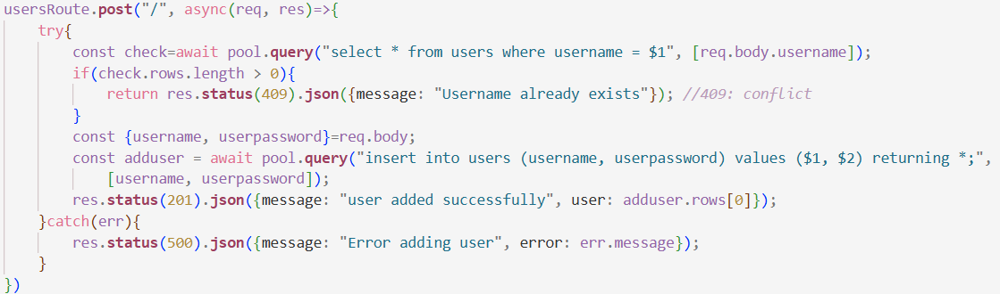 usersRoute.post("/", async(req, res)=>{
    try{
        const check=await pool.query("select * from users where username = $1", [req.body.username]);
        if(check.rows.length > 0){
            return res.status(409).json({message: "Username already exists"}); //409: conflict
        }
        const {username, userpassword}=req.body;
        const adduser = await pool.query("insert into users (username, userpassword) values ($1, $2) returning *;",
            [username, userpassword]);
        res.status(201).json({message: "user added successfully", user: adduser.rows[0]});
    }catch(err){
        res.status(500).json({message: "Error adding user", error: err.message});
    }
})